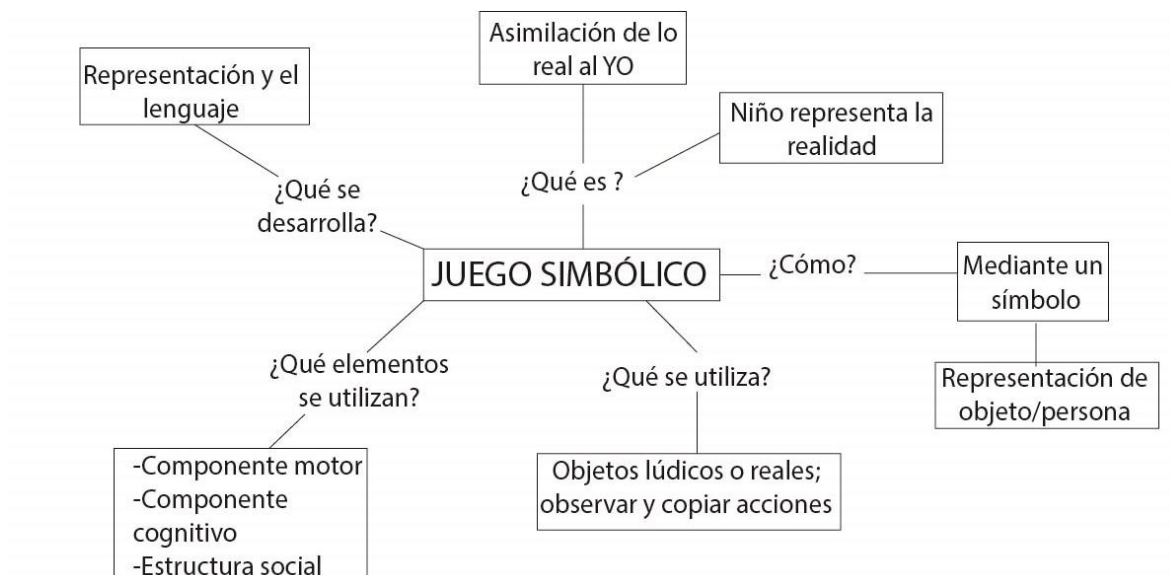 Asimilación de lo
real al YO
Representación y el
lenguaje
Niño representa la
realidad
¿Qué es ?
¿Qué se
desarrolla?
JUEGO SIMBÓLICO
¿Cómo?
Mediante un
símbolo
¿Qué elementos
se utilizan?
¿Qué se utiliza?
Representación de
objeto/persona
-Componente motor
-Componente
cognitivo
-Estructura social
Objetos lúdicos o reales;
observar y copiar acciones